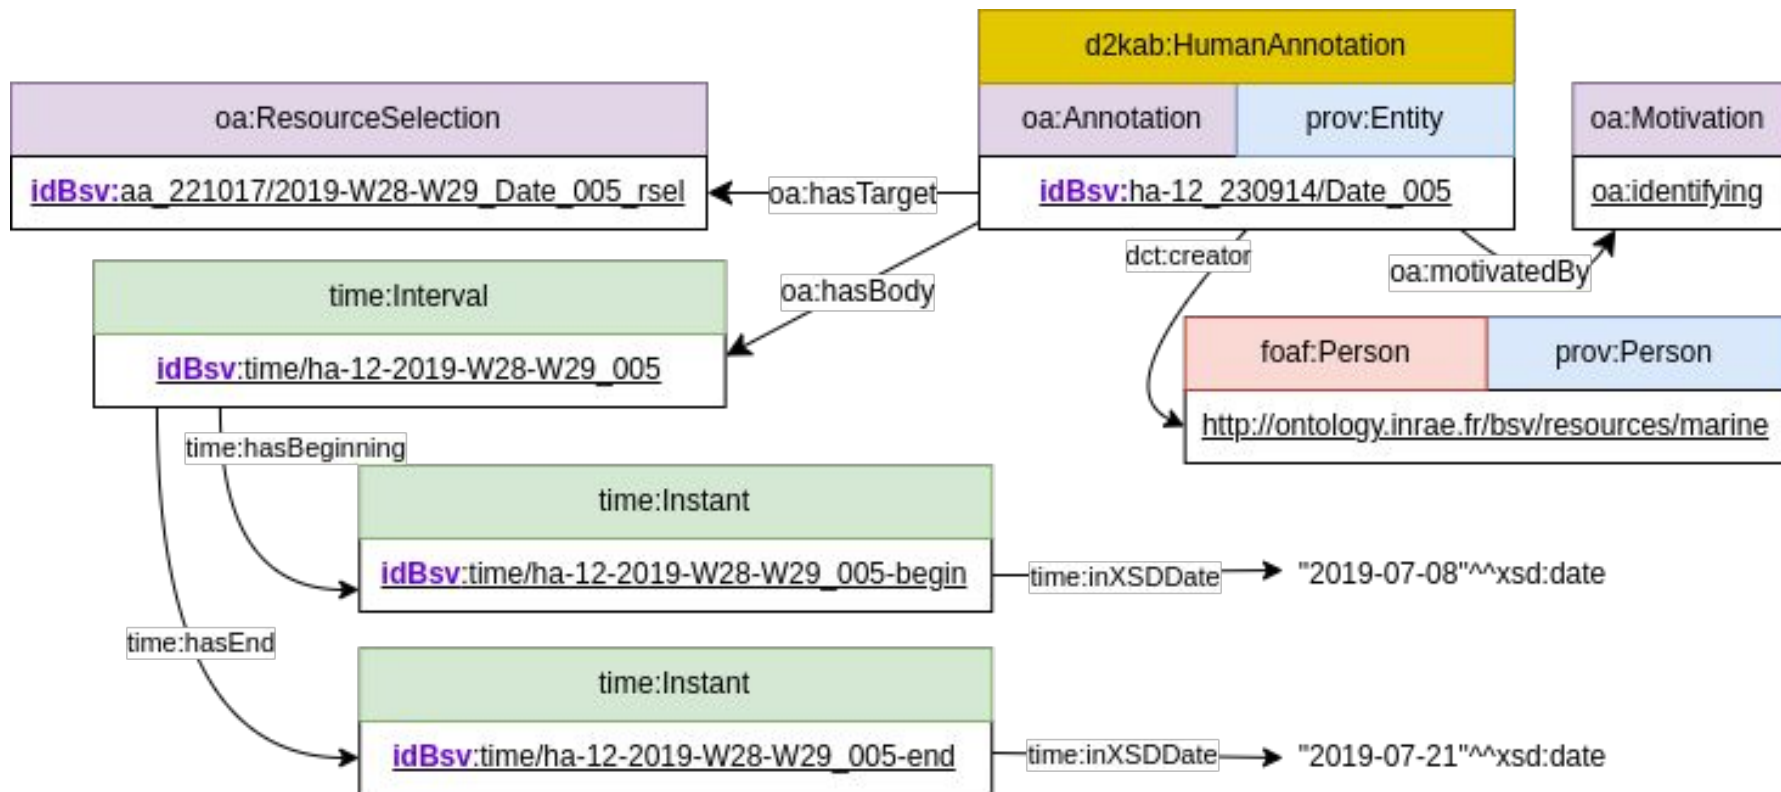 d2kab:HumanAnnotation
oa:ResourceSelection
oa:Annotation
prov:Entity
oa:Motivation
idBsv:aa_221017/2019-W28-W29_Date_005_rsel
oa:hasTarget
idBsv:ha-12_230914/Date_005
oa:identifying
dct:creator
oa:motivatedBy
oa:hasBody
time:Interval
idBsv:time/ha-12-2019-W28-W29_005
foaf:Person
prov:Person
http://ontology.inrae.fr/bsv/resources/marine
time:hasBeginning
time:Instant
idBsv:time/ha-12-2019-W28-W29_005-begin
time:inXSDDate
"2019-07-08"^^xsd:date
time:hasEnd
time:Instant
idBsv:time/ha-12-2019-W28-W29_005-end
time:inXSDDate
"2019-07-21"^^xsd:date